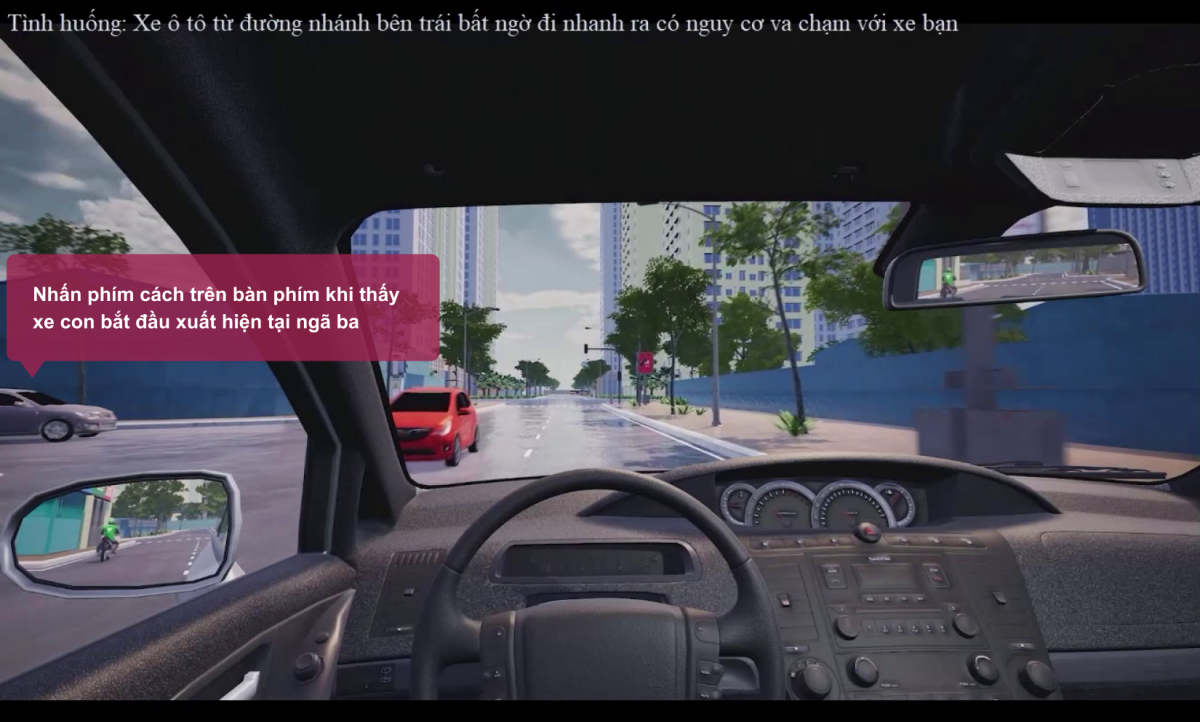 Tình huống: Xe ô tô từ đường nhánh bên trái bất ngờ đi nhanh ra có nguy cơ va chạm với xe bạn
Nhấn phím cách trên bàn phím khi thấy
xe con bắt đầu xuất hiện tại ngã ba